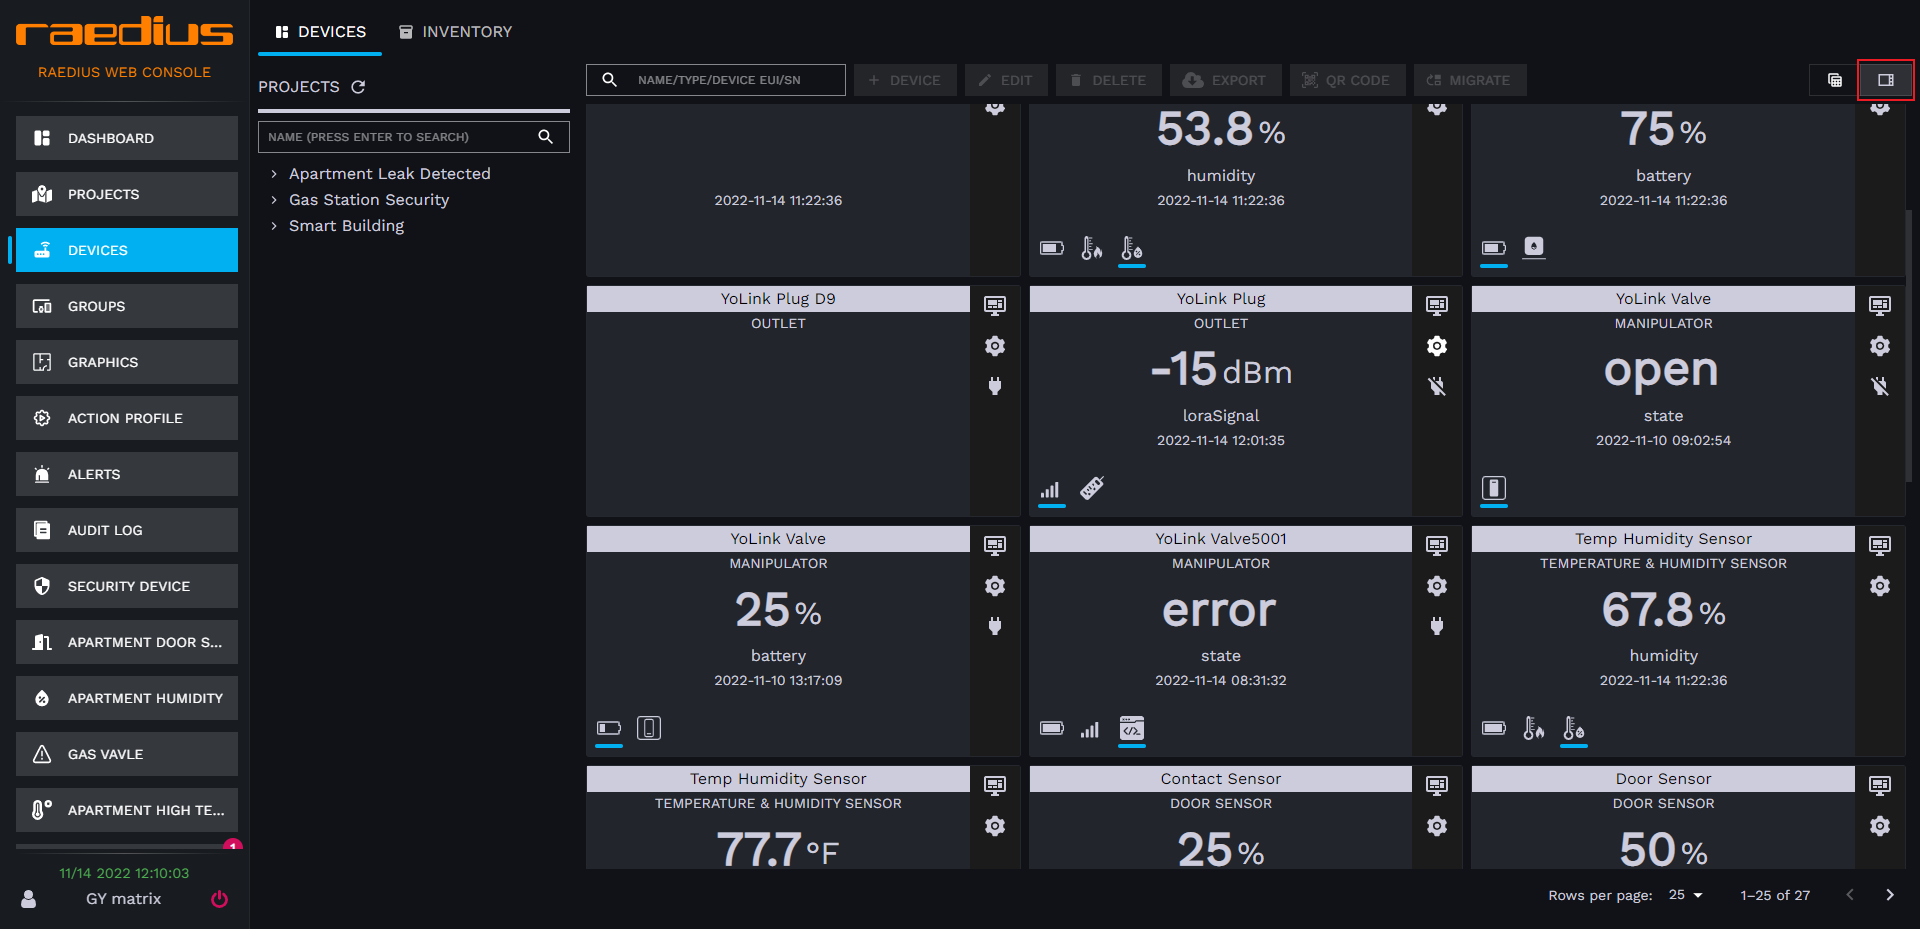 raedius
RAEDIUS WEB CONSOLE
DASHBOARD
PROJECTS
DEVICES
GROUPS
GRAPHICS
ACTION PROFILE
ALERTS
AUDIT LOG
SECURITY DEVICE
APARTMENT DOOR S...
APARTMENT HUMIDITY
GAS VAVLE
APARTMENT HIGH TE...
1
11/14 2022 12:10:03
GY matrix
DEVICES
INVENTORY
PROJECTS
NAME (PRESS ENTER TO SEARCH)
Apartment Leak Detected
Gas Station Security
Smart Building
NAME/TYPE/DEVICE EUI/SN
+ DEVICE
EDIT
DELETE
EXPORT
QR CODE
MIGRATE
2022-11-14 11:22:36
53.8 %
humidity
2022-11-14 11:22:36
75 %
battery
2022-11-14 11:22:36
YoLink Plug D9
OUTLET
YoLink Plug
OUTLET
-15 dBm
loraSignal
2022-11-14 12:01:35
YoLink Valve
MANIPULATOR
open
state
2022-11-10 09:02:54
YoLink Valve
MANIPULATOR
25 %
battery
2022-11-10 13:17:09
YoLink Valve5001
MANIPULATOR
error
state
2022-11-14 08:31:32
Temp Humidity Sensor
TEMPERATURE & HUMIDITY SENSOR
67.8 %
humidity
2022-11-14 11:22:36
Temp Humidity Sensor
TEMPERATURE & HUMIDITY SENSOR
77.7 °F
Contact Sensor
DOOR SENSOR
25 %
Door Sensor
DOOR SENSOR
50 %
Rows per page: 25
1–25 of 27